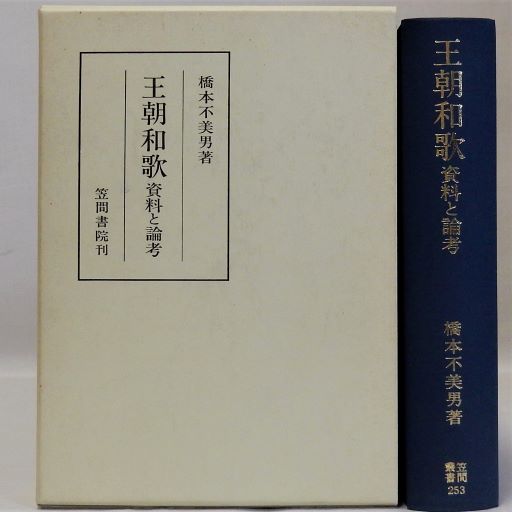 橋本不美男著
王朝和歌 資料と論考
笠間書院刊
王朝和歌 資料と論考
橋本不美男著
笠間
叢書
253